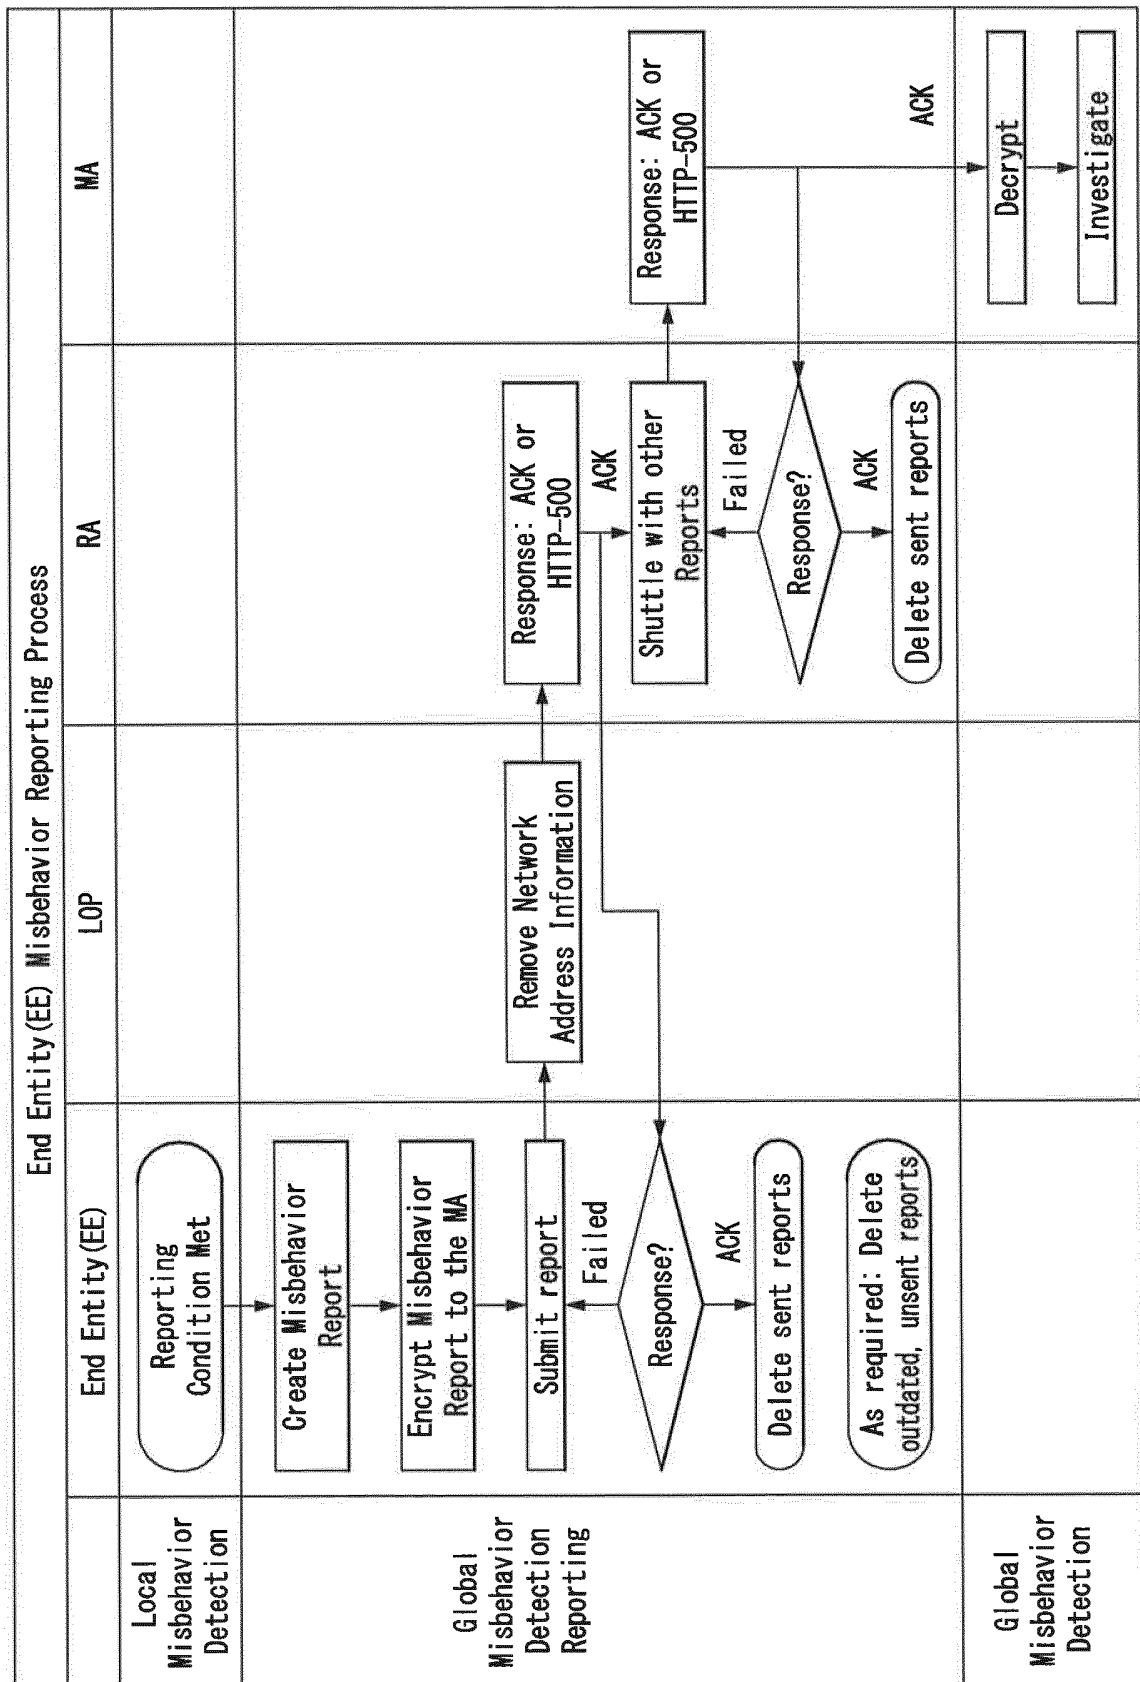 End Entity(EE) Misbehavior Reporting Process
End Entity(EE)
LOP
RA
MA
Local
Misbehavior
Detection
Reporting
Condition Met
Global
Misbehavior
Detection
Reporting
Create Misbehavior
Report
Encrypt Misbehavior
Report to the MA
Submit report
Failed
Response?
ACK
Delete sent reports
As required: Delete
outdated, unsent reports
Remove Network
Address Information
Response: ACK or
HTTP-500
ACK
Shuttle with other
Reports
Failed
Response?
ACK
Delete sent reports
Response: ACK or
HTTP-500
ACK
Global
Misbehavior
Detection
Decrypt
Investigate